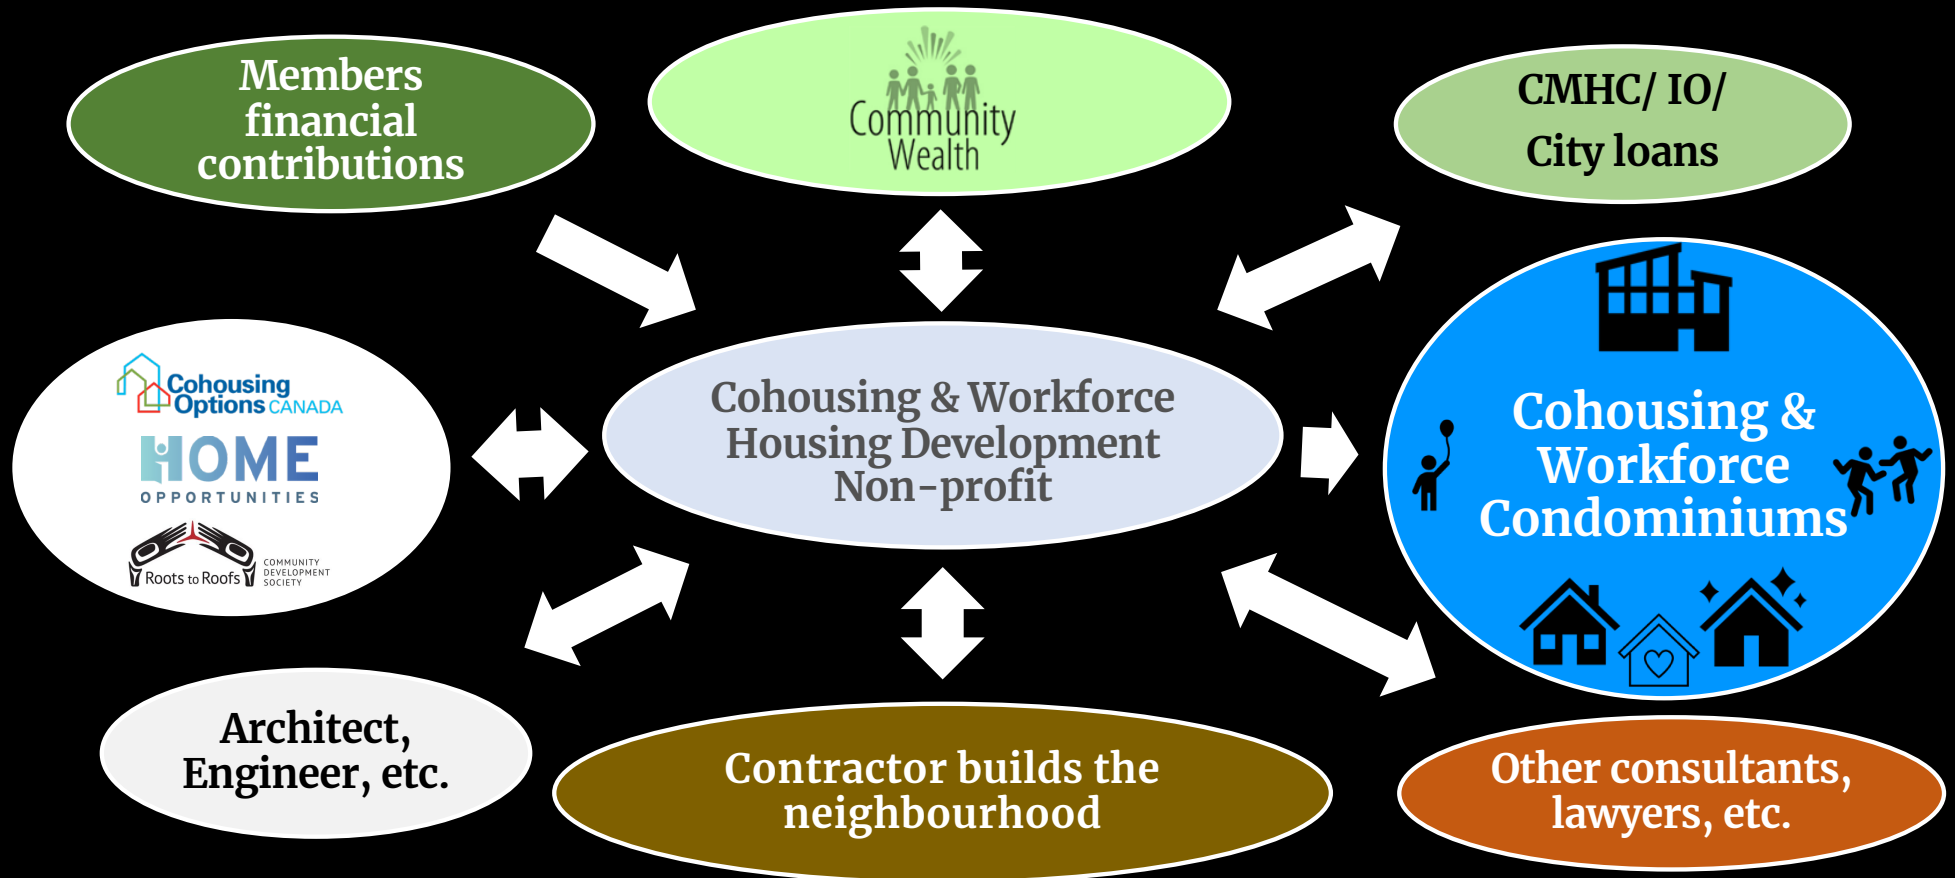 Members
financial
contributions
Community
Wealth
CMHC/ IO/
City loans
Cohousing
Options CANADA
HOME
OPPORTUNITIES
Roots to Roofs
COMMUNITY
DEVELOPMENT
SOCIETY
Cohousing & Workforce
Housing Development
Non-profit
Cohousing &
Workforce
Condominiums
Architect,
Engineer, etc.
Contractor builds the
neighbourhood
Other consultants,
lawyers, etc.